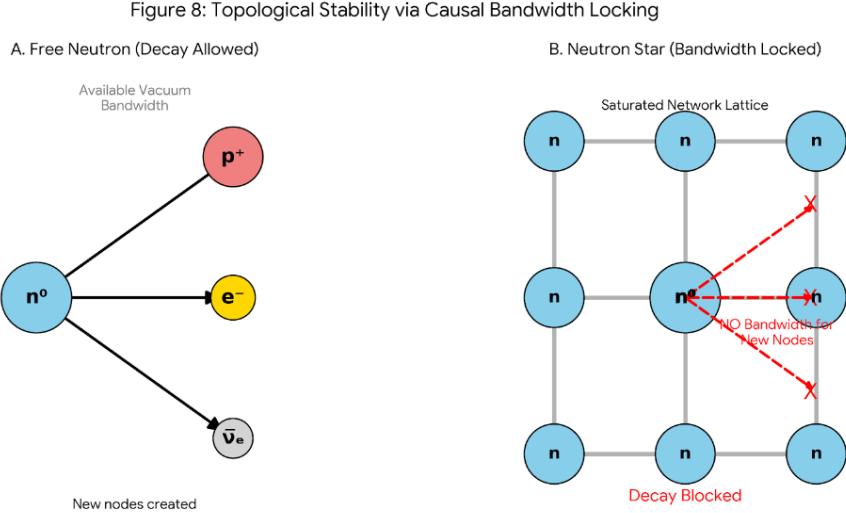 Figure 8: Topological Stability via Causal Bandwidth Locking
A. Free Neutron (Decay Allowed)
Available Vacuum
Bandwidth
p⁺
n⁰
e⁻
ν̄ₑ
New nodes created
B. Neutron Star (Bandwidth Locked)
Saturated Network Lattice
n
n
n
X
n
n⁰
X
n
NO Bandwidth for
New Nodes
X
n
n
n
Decay Blocked